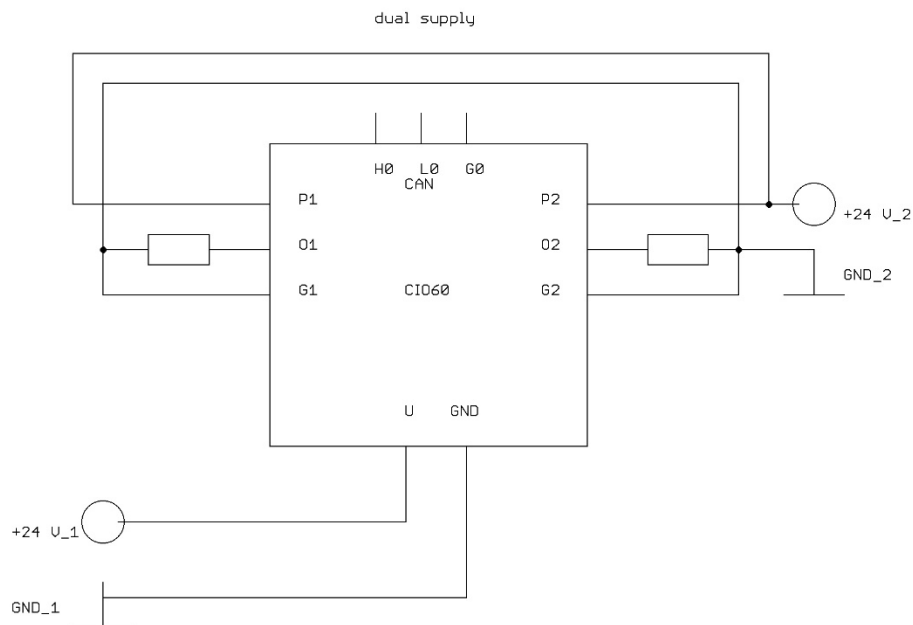 dual supply
H0 L0 G0
CAN
P1 P2
+24 V_2
O1 O2
GND_2
G1 CIO60 G2
U GND
+24 V_1
GND_1